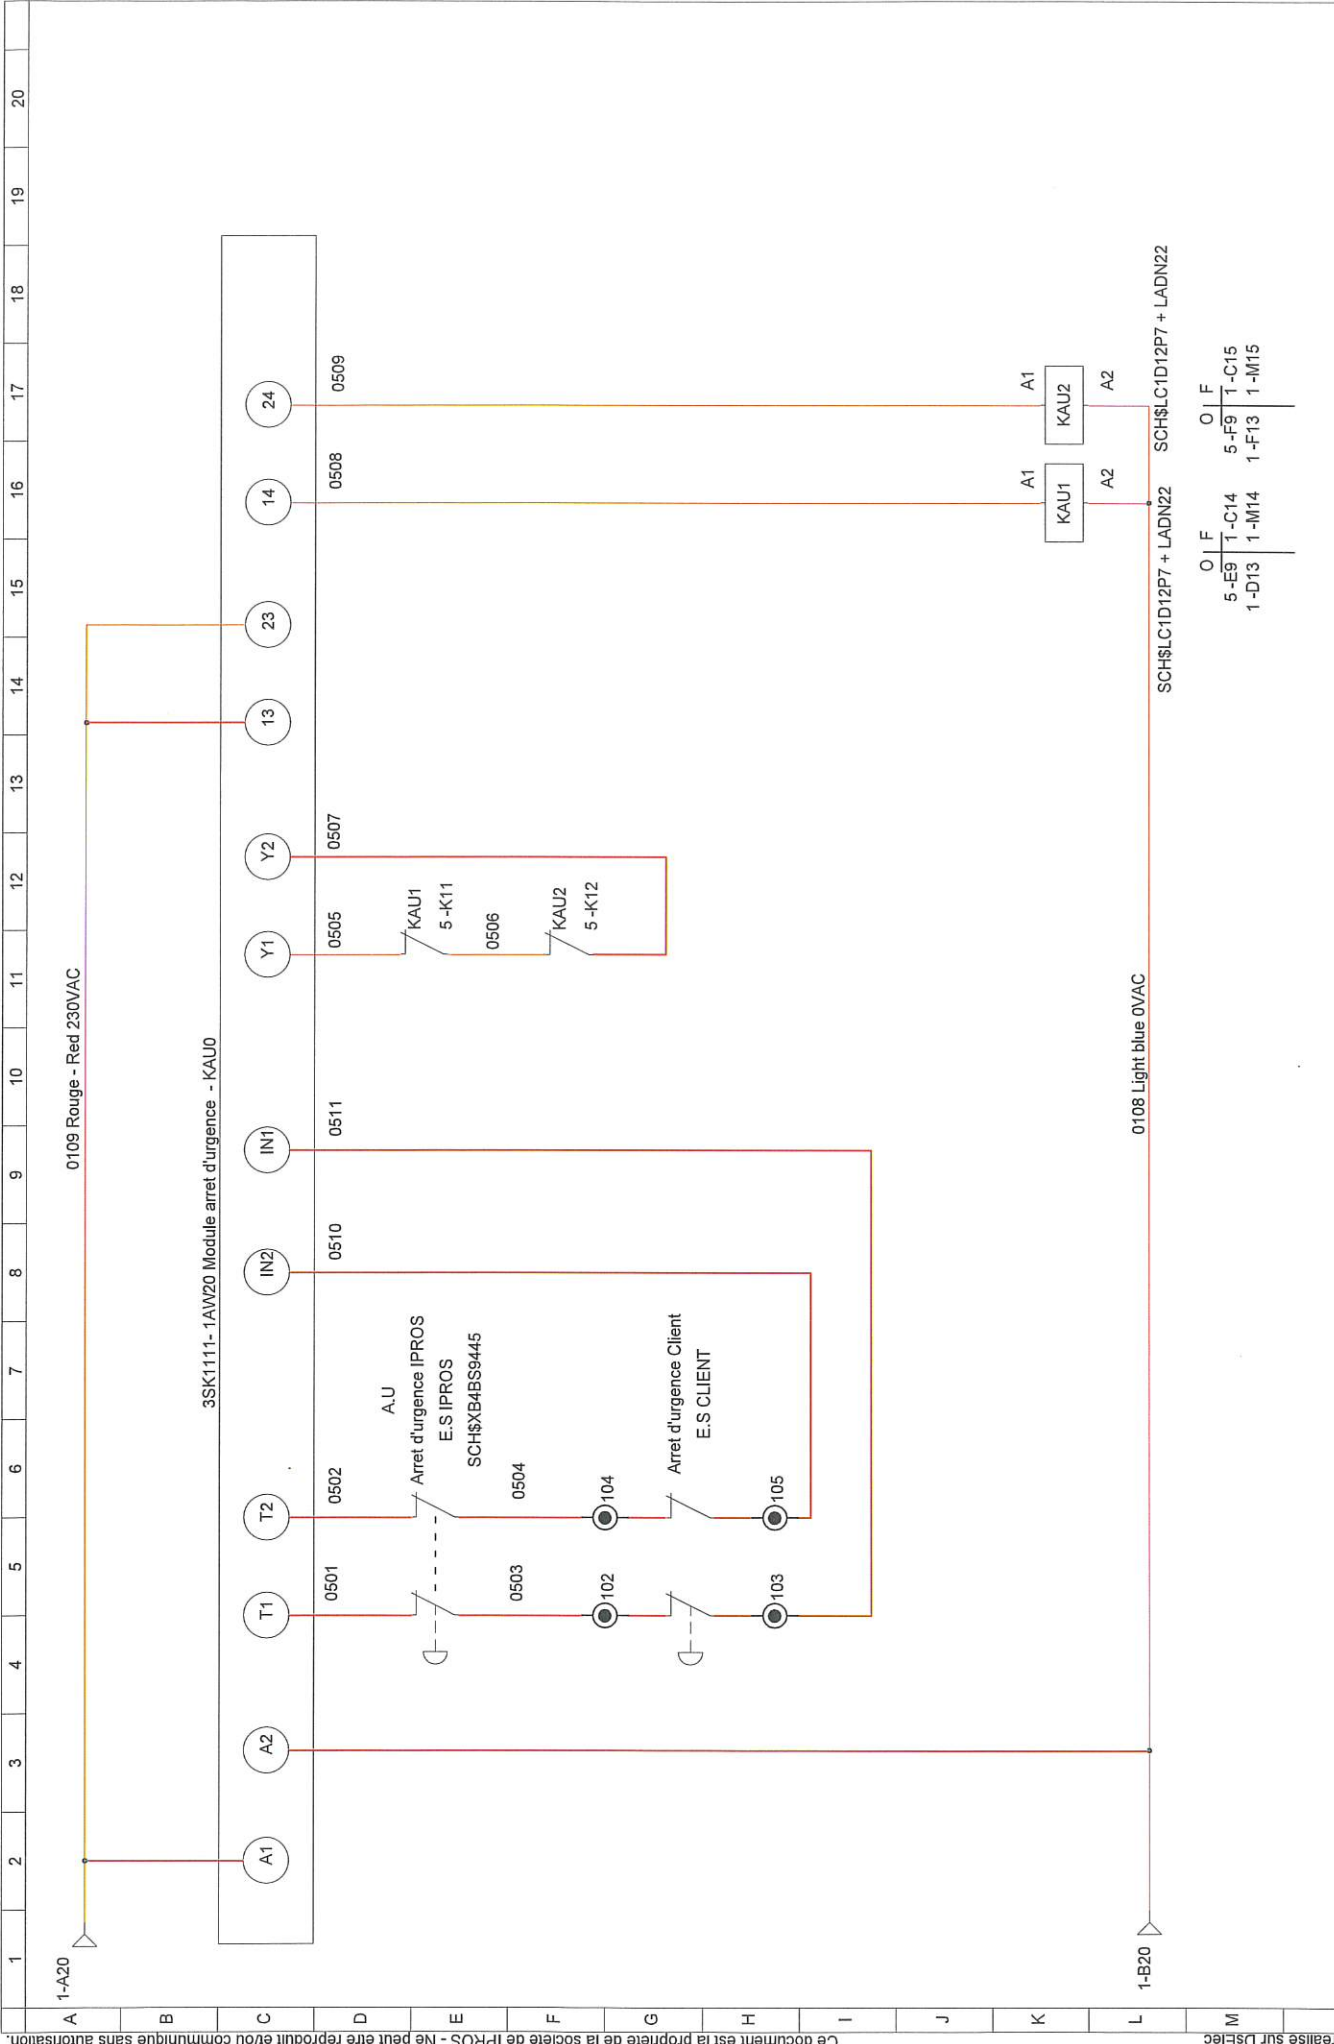 Ce document est la propriété de la société de IPROS - Ne peut être reproduit et/ou communiqué sans autorisation.
réalisé sur DsElec
1 2 3 4 5 6 7 8 9 10 11 12 13 14 15 16 17 18 19 20
A
B
C
D
E
F
G
H
I
J
K
L
M
1-A20
0109 Rouge - Red 230VAC
3SK1111- 1AW20 Module arret d'urgence - KAU0
A1 A2 T1 T2 IN2 IN1 Y1 Y2 13 23 14 24
0501 0502 0510 0511 0505 0507 0508 0509
A.U
Arret d'urgence IPROS
E.S IPROS
SCH$XB4BS9445
KAU1
5 -K11
0503 0504 0506
KAU2
5 -K12
102 104
Arret d'urgence Client
E.S CLIENT
103 105
A1 A1
KAU1 KAU2
A2 A2
1-B20
0108 Light blue 0VAC
SCH$LC1D12P7 + LADN22
SCH$LC1D12P7 + LADN22
O F
5 -E9 1 -C14
1 -D13 1 -M14
O F
5 -F9 1 -C15
1 -F13 1 -M15